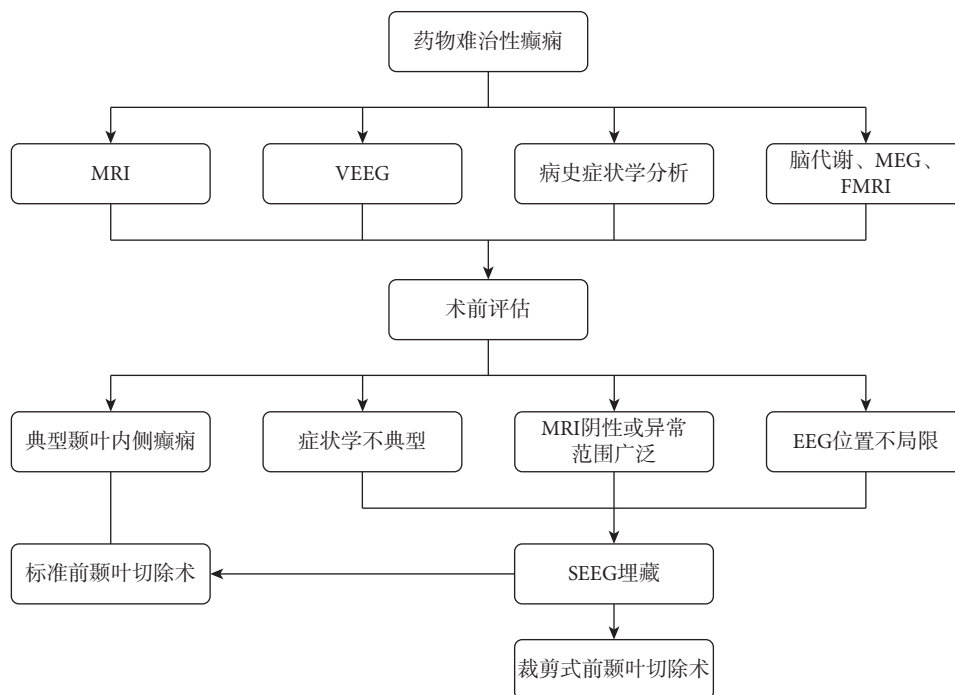 药物难治性癫痫
MRI
VEEG
病史症状学分析
脑代谢、MEG、
FMRI
术前评估
典型颞叶内侧癫痫
症状学不典型
MRI阴性或异常
范围广泛
EEG位置不局限
标准前颞叶切除术
SEEG埋藏
裁剪式前颞叶切除术